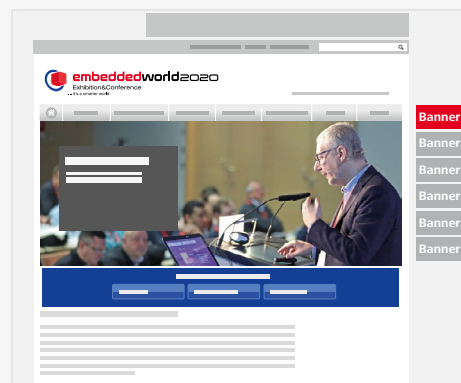 embeddedworld2020
Exhibition&Conference
... it's a smarter world
Banner
Banner
Banner
Banner
Banner
Banner